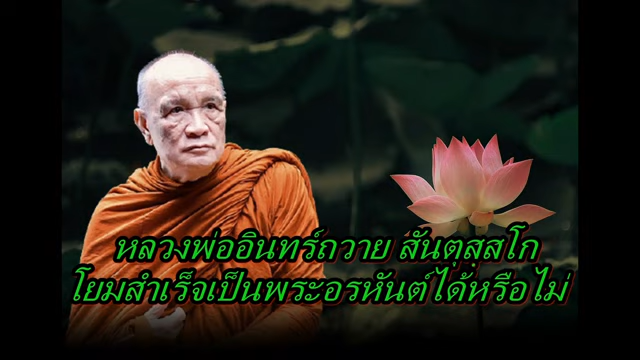 หลวงพ่ออินทร์ถวาย สันตุสฺสโก
โยมสำเร็จเป็นพระอรหันต์ได้หรือไม่